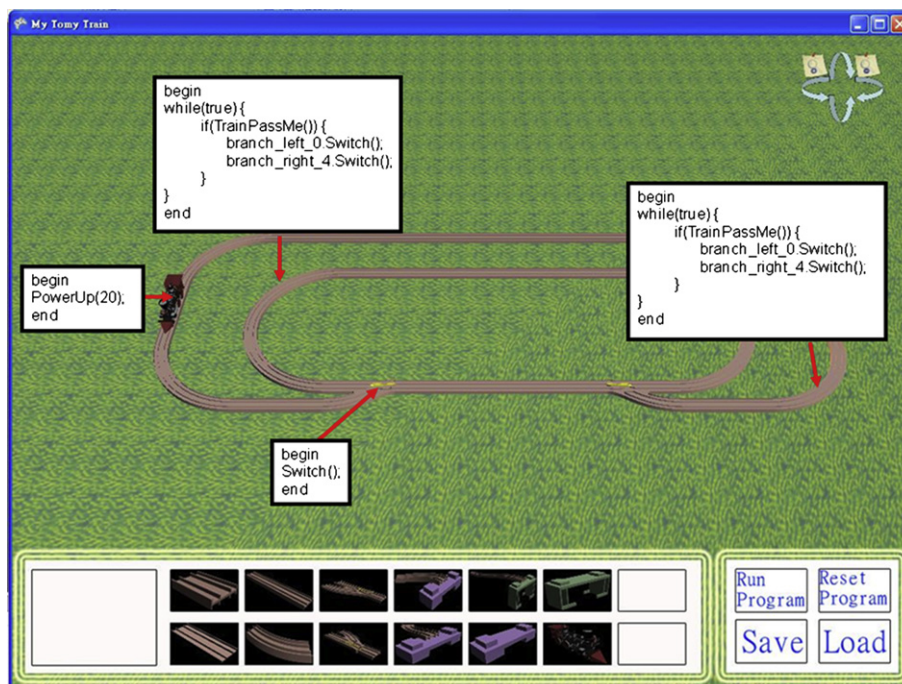 My Tomy Train
begin
while(true) {
if(TrainPassMe()) {
branch_left_0.Switch();
branch_right_4.Switch();
}
}
end
begin
while(true) {
if(TrainPassMe()) {
branch_left_0.Switch();
branch_right_4.Switch();
}
}
end
begin
PowerUp(20);
end
begin
Switch();
end
Run
Program
Reset
Program
Save
Load